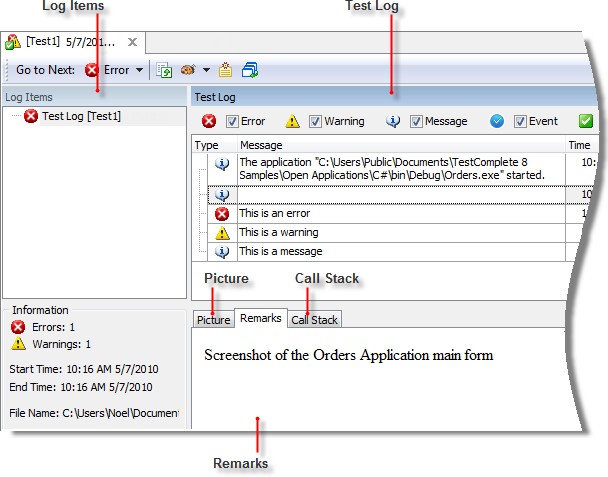 Log Items
Test Log
[Test1] 5/7/201...
Go to Next: Error
Log Items
Test Log
Test Log [Test1]
Error Warning Message Event
Type Message Time
The application "C:\Users\Public\Documents\TestComplete 8
Samples\Open Applications\C#\bin\Debug\Orders.exe" started.
10:
10
This is an error
1
This is a warning
This is a message
Picture
Call Stack
Picture Remarks Call Stack
Screenshot of the Orders Application main form
Information
Errors: 1
Warnings: 1
Start Time: 10:16 AM 5/7/2010
End Time: 10:16 AM 5/7/2010
File Name: C:\Users\Noel\Document
Remarks